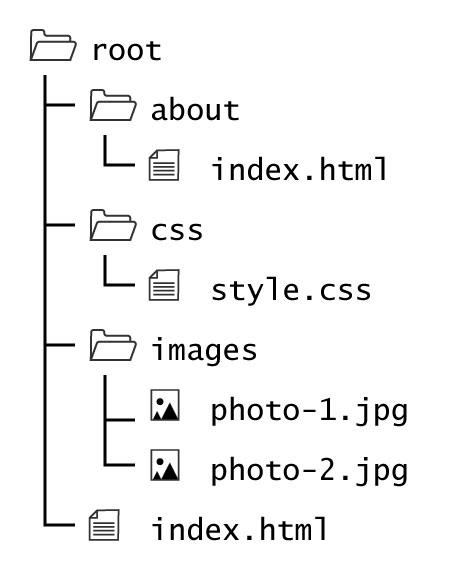 root
about
index.html
css
style.css
images
photo-1.jpg
photo-2.jpg
index.html